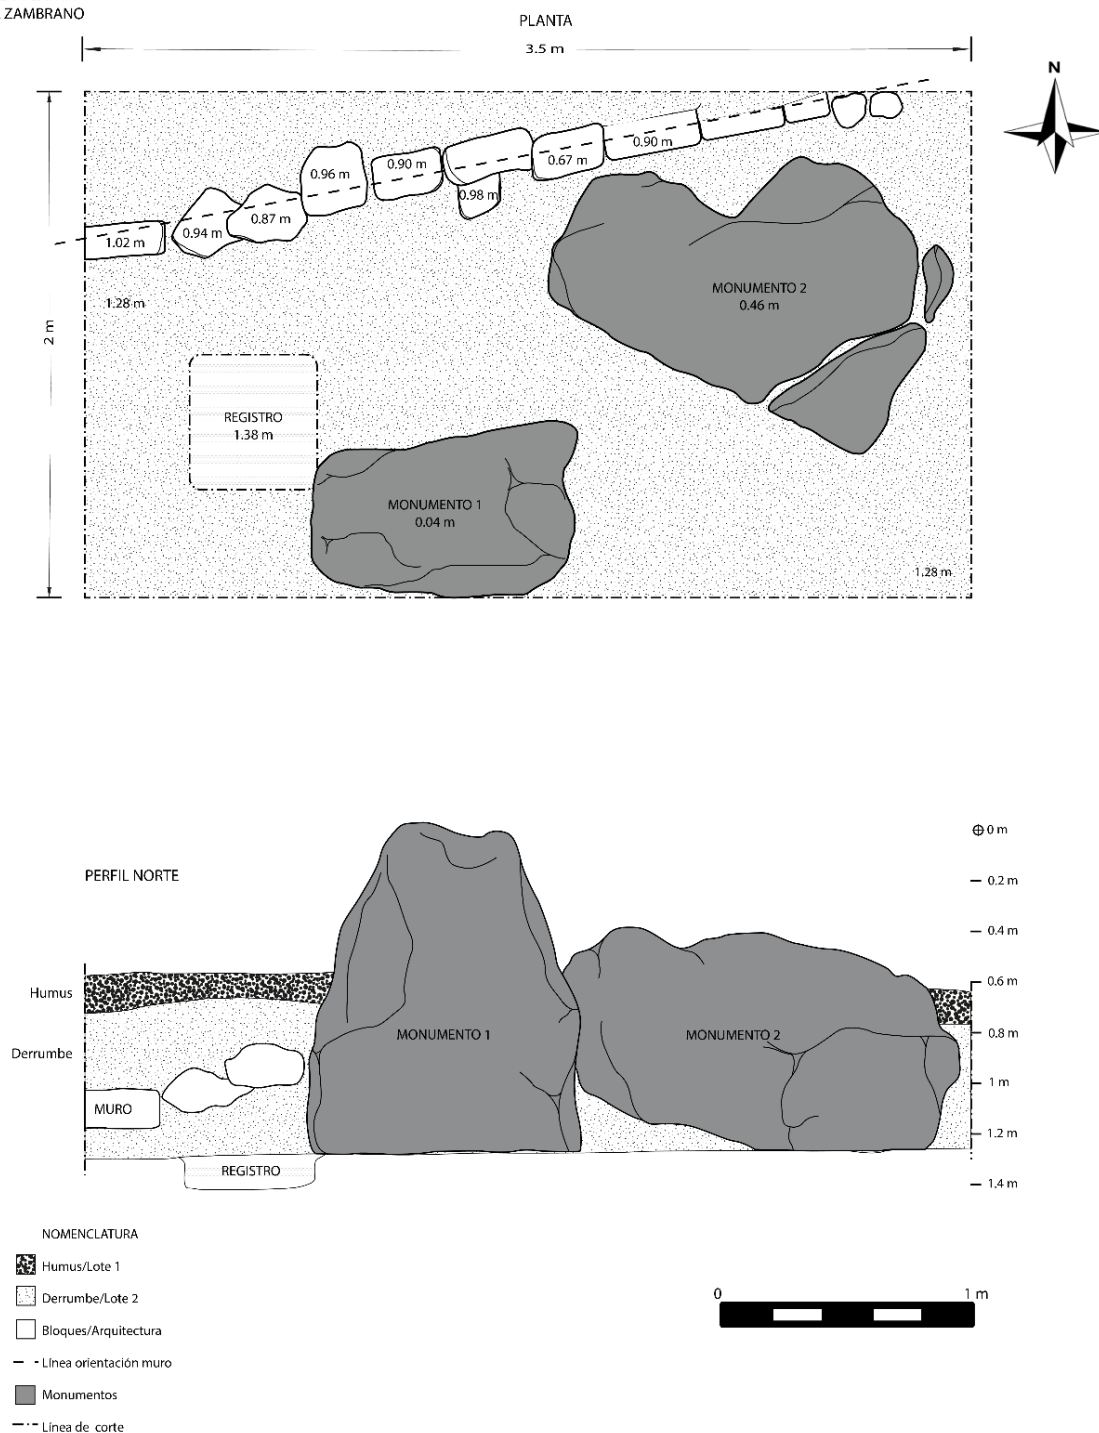 ZAMBRANO
PLANTA
3.5 m
N
2 m
0.96 m
0.90 m
0.98 m
0.67 m
0.90 m
1.02 m
0.94 m
0.87 m
1.28 m
MONUMENTO 2
0.46 m
REGISTRO
1.38 m
MONUMENTO 1
0.04 m
1.28 m
PERFIL NORTE
0 m
0.2 m
0.4 m
0.6 m
0.8 m
1 m
1.2 m
1.4 m
Humus
Derrumbe
MURO
MONUMENTO 1
MONUMENTO 2
REGISTRO
NOMENCLATURA
Humus/Lote 1
Derrumbe/Lote 2
Bloques/Arquitectura
Línea orientación muro
Monumentos
Línea de corte
0 1 m